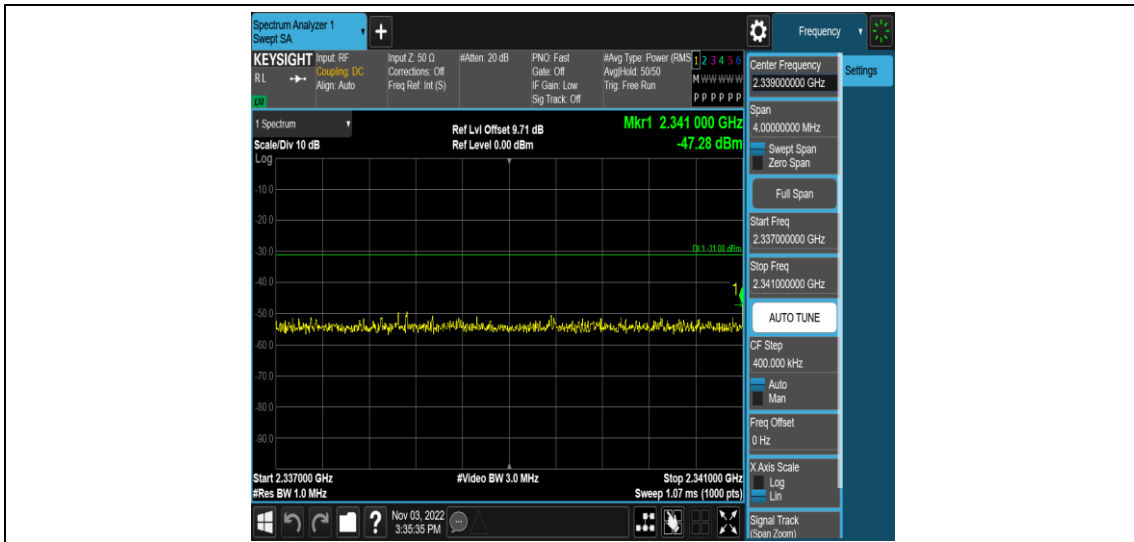 Spectrum Analyzer 1
Swept SA
Frequency
KEYSIGHT
RL
LXI
Input: RF
Coupling: DC
Align: Auto
Input Z: 50 Ω
Corrections: Off
Freq Ref: Int (S)
#Atten: 20 dB
PNO: Fast
Gate: Off
IF Gain: Low
Sig Track: Off
#Avg Type: Power (RMS
Avg|Hold: 50/50
Trig: Free Run
1 2 3 4 5 6
M W W W W W
P P P P P P
Settings
Center Frequency
2.339000000 GHz
Span
4.00000000 MHz
Swept Span
Zero Span
Full Span
Start Freq
2.337000000 GHz
Stop Freq
2.341000000 GHz
AUTO TUNE
CF Step
400.000 kHz
Auto
Man
Freq Offset
0 Hz
X Axis Scale
Log
Lin
Signal Track
(Span Zoom)
1 Spectrum
Scale/Div 10 dB
Log
Ref Lvl Offset 9.71 dB
Ref Level 0.00 dBm
Mkr1 2.341 000 GHz
-47.28 dBm
-10.0
-20.0
-30.0
DL1 -31.00 dBm
-40.0
1
-50.0
-60.0
-70.0
-80.0
-90.0
Start 2.337000 GHz
#Res BW 1.0 MHz
#Video BW 3.0 MHz
Stop 2.341000 GHz
Sweep 1.07 ms (1000 pts)
?
Nov 03, 2022
3:35:35 PM